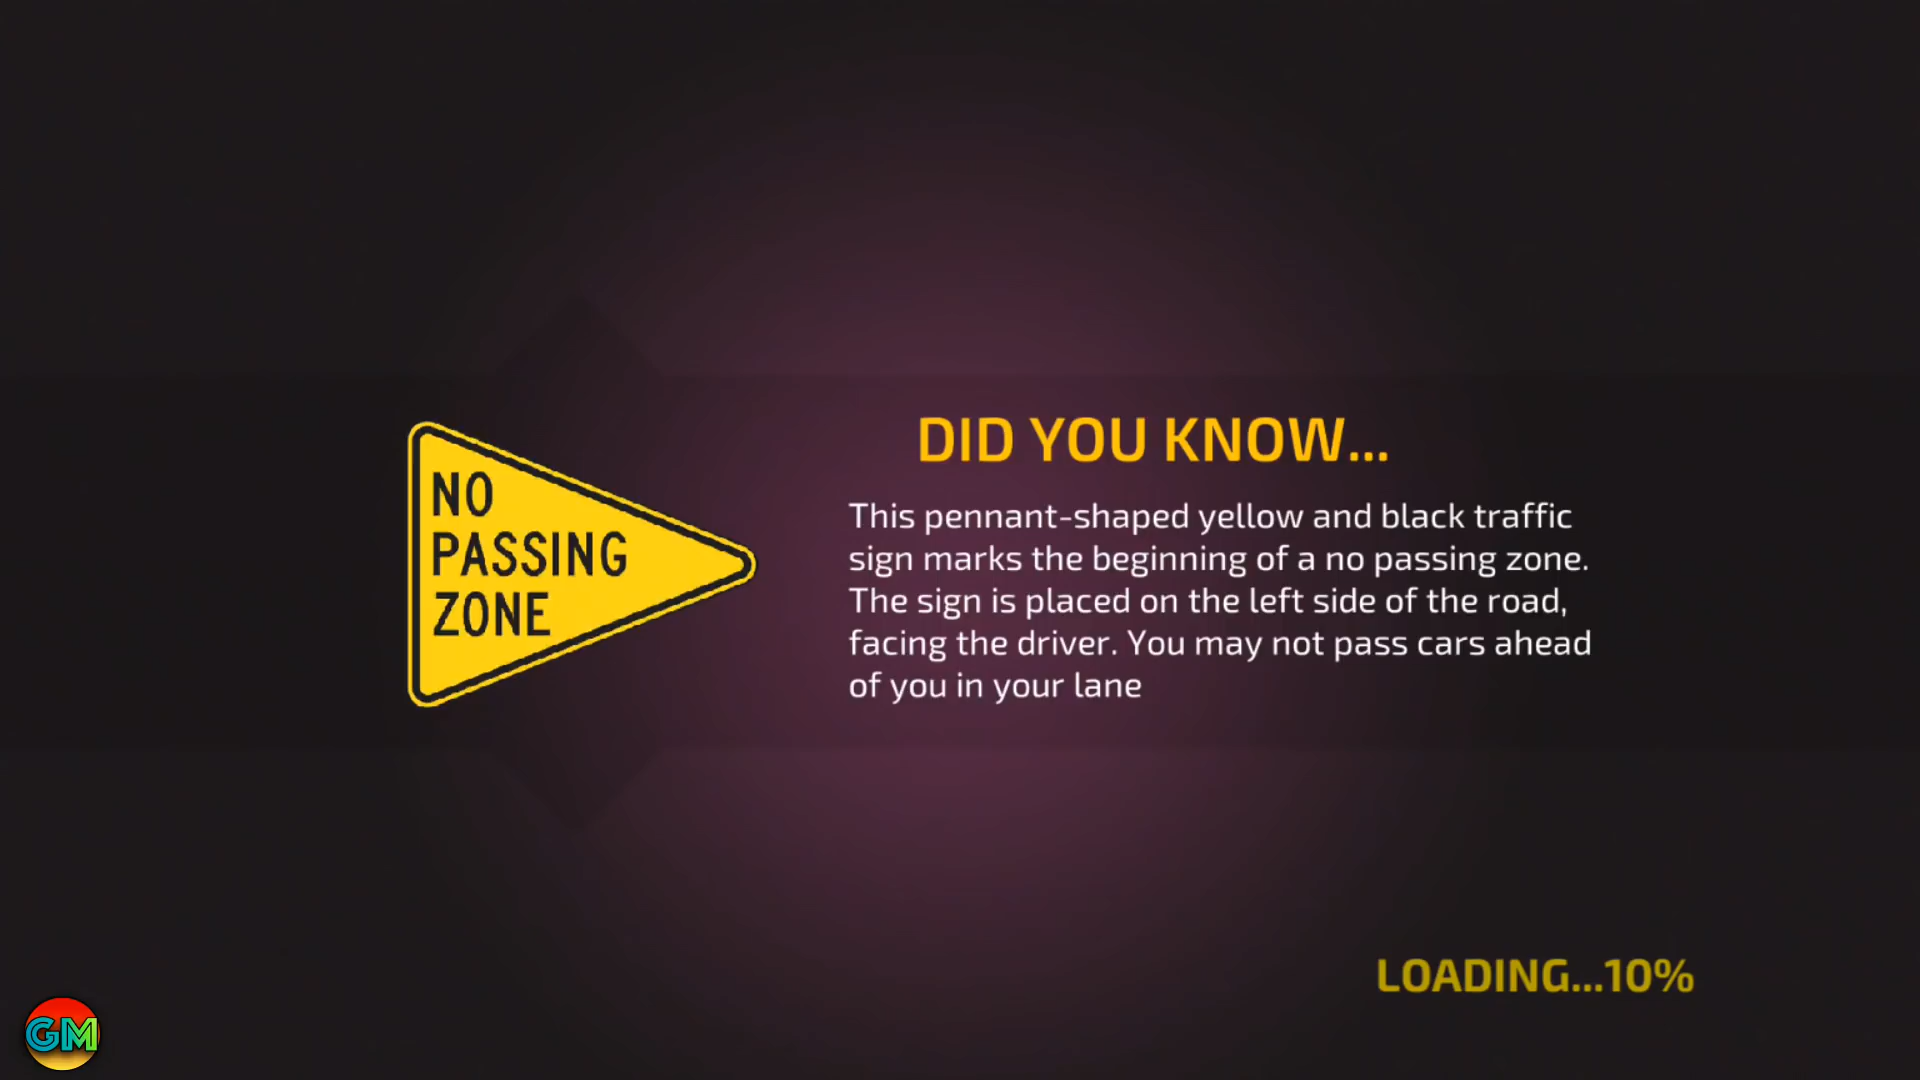 NO
PASSING
ZONE
DID YOU KNOW...
This pennant-shaped yellow and black traffic
sign marks the beginning of a no passing zone.
The sign is placed on the left side of the road,
facing the driver. You may not pass cars ahead
of you in your lane
LOADING...10%
GM